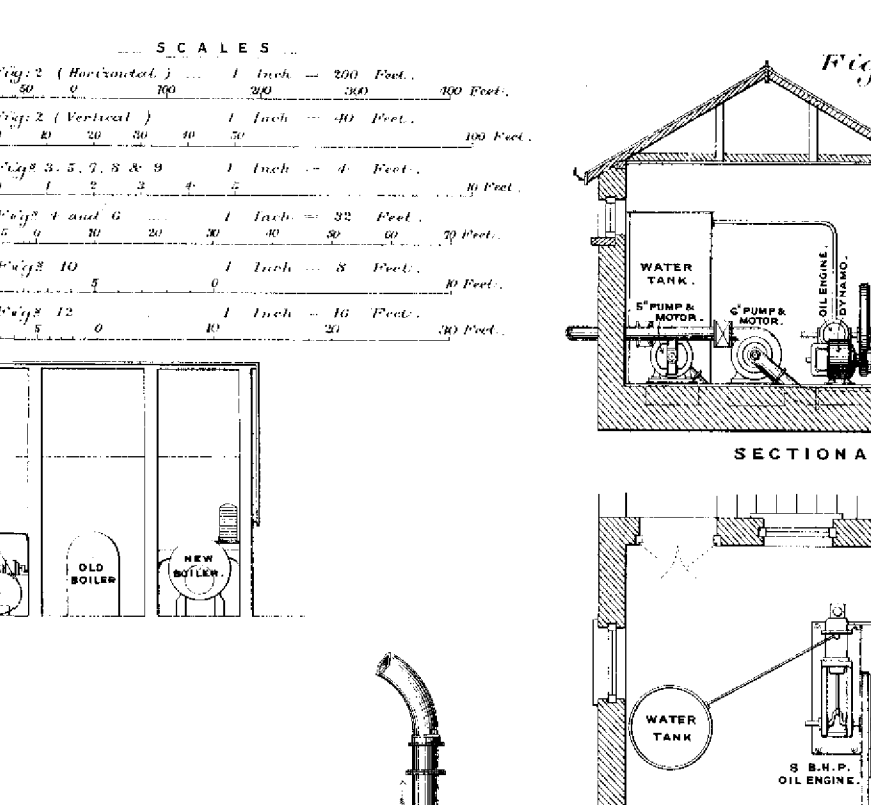 SCALES
Fig: 2 (Horizontal) ... 1 Inch = 200 Feet.
50 0 100 200 300 400 Feet.
Fig: 2 (Vertical) 1 Inch = 40 Feet.
10 20 30 40 50 100 Feet.
Figs 3. 5. 7. 8 & 9 1 Inch = 4 Feet.
0 1 2 3 4 5 10 Feet.
Figs 4 and 6 ... 1 Inch = 32 Feet.
5 0 10 20 30 40 50 60 70 Feet.
Figs 10 1 Inch = 8 Feet.
5 0 10 Feet.
Figs 12 1 Inch = 16 Feet.
5 0 10 20 30 Feet.
Fig
WATER
TANK.
5" PUMP &
MOTOR.
6" PUMP &
MOTOR.
OIL ENGINE.
DYNAMO.
SECTIONA
OLD
BOILER
NEW
BOILER.
WATER
TANK
8 B.H.P.
OIL ENGINE.